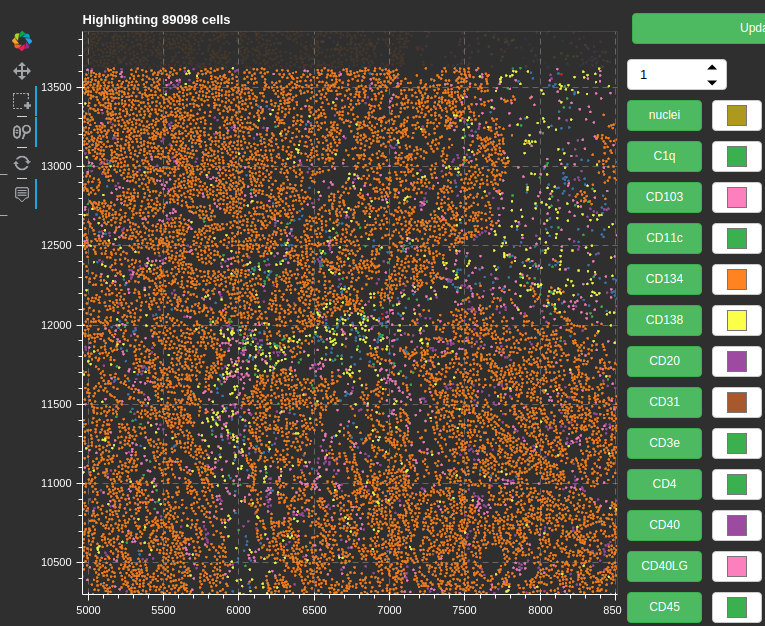 Highlighting 89098 cells
Upda
1
nuclei
C1q
CD103
CD11c
CD134
CD138
CD20
CD31
CD3e
CD4
CD40
CD40LG
CD45
13500
13000
12500
12000
11500
11000
10500
5000 5500 6000 6500 7000 7500 8000 850